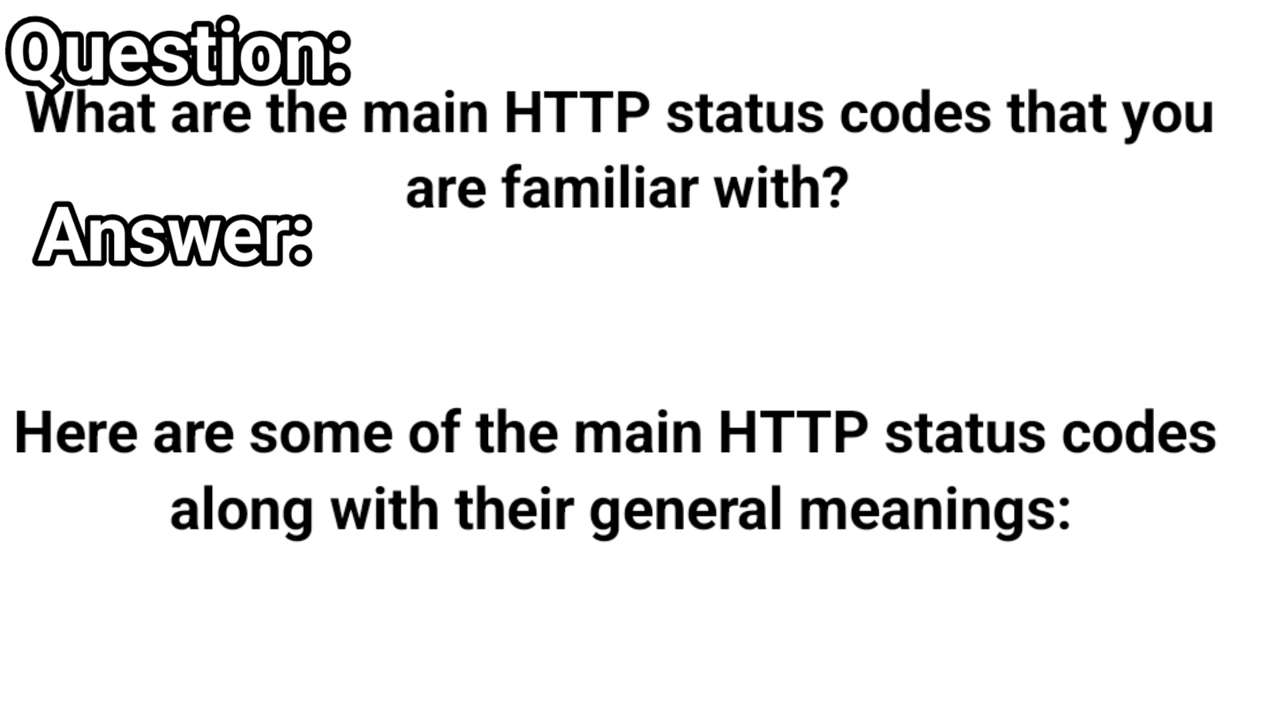 Question:
What are the main HTTP status codes that you
are familiar with?
Answer:
Here are some of the main HTTP status codes
along with their general meanings: